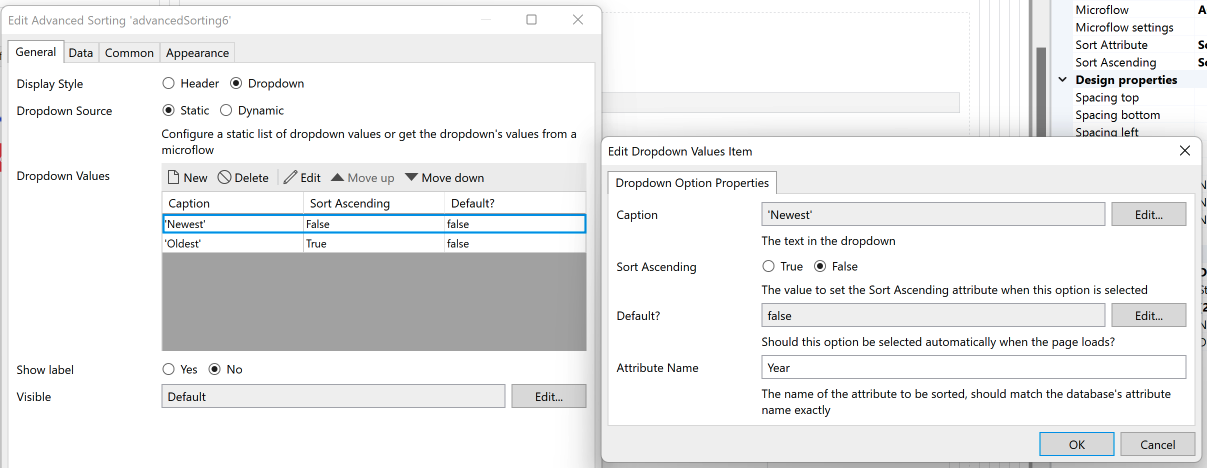 Edit Advanced Sorting 'advancedSorting6'
General Data Common Appearance
Display Style Header Dropdown
Dropdown Source Static Dynamic
Configure a static list of dropdown values or get the dropdown's values from a
microflow
Dropdown Values New Delete Edit Move up Move down
Caption Sort Ascending Default?
'Newest' False false
'Oldest' True false
Show label Yes No
Visible Default Edit...
Microflow
Microflow settings
Sort Attribute
Sort Ascending
Design properties
Spacing top
Spacing bottom
Spacing left
Edit Dropdown Values Item
Dropdown Option Properties
Caption 'Newest' Edit...
The text in the dropdown
Sort Ascending True False
The value to set the Sort Ascending attribute when this option is selected
Default? false Edit...
Should this option be selected automatically when the page loads?
Attribute Name Year
The name of the attribute to be sorted, should match the database's attribute
name exactly
OK Cancel